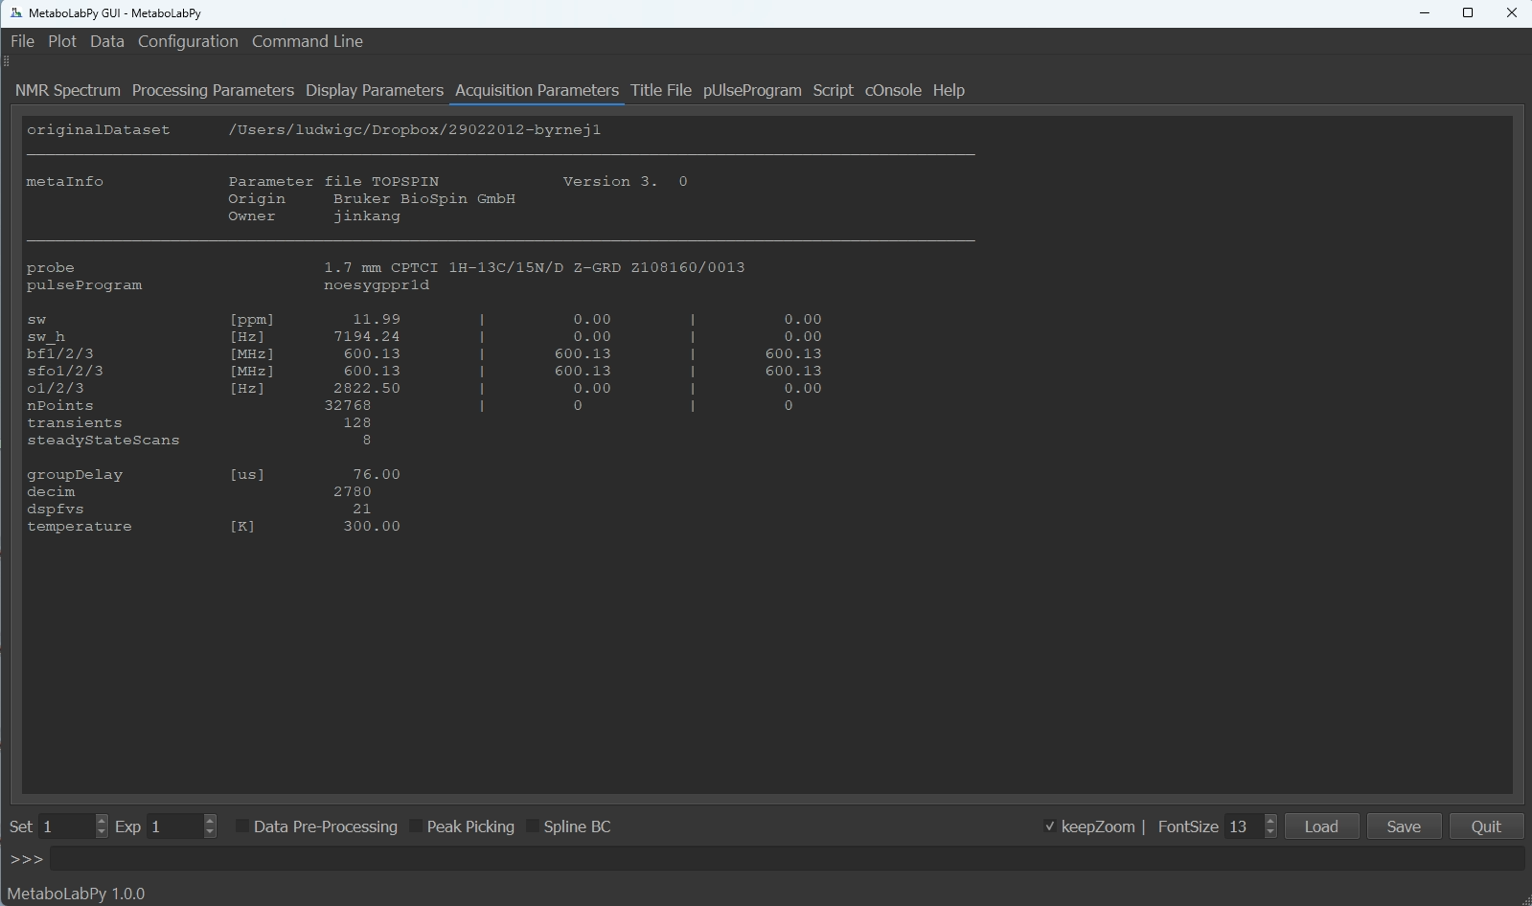 MetaboLabPy GUI - MetaboLabPy
File Plot Data Configuration Command Line
NMR Spectrum Processing Parameters Display Parameters Acquisition Parameters Title File pUlseProgram Script cOnsole Help
originalDataset /Users/ludwigc/Dropbox/29022012-byrnej1
metaInfo Parameter file TOPSPIN Version 3. 0
Origin Bruker BioSpin GmbH
Owner jinkang
probe 1.7 mm CPTCI 1H-13C/15N/D Z-GRD Z108160/0013
pulseProgram noesygppr1d
sw [ppm] 11.99 | 0.00 | 0.00
sw_h [Hz] 7194.24 | 0.00 | 0.00
bf1/2/3 [MHz] 600.13 | 600.13 | 600.13
sfo1/2/3 [MHz] 600.13 | 600.13 | 600.13
o1/2/3 [Hz] 2822.50 | 0.00 | 0.00
nPoints 32768 | 0 | 0
transients 128
steadyStateScans 8
groupDelay [us] 76.00
decim 2780
dspfvs 21
temperature [K] 300.00
Set 1 Exp 1 Data Pre-Processing Peak Picking Spline BC keepZoom | FontSize 13 Load Save Quit
>>>
MetaboLabPy 1.0.0